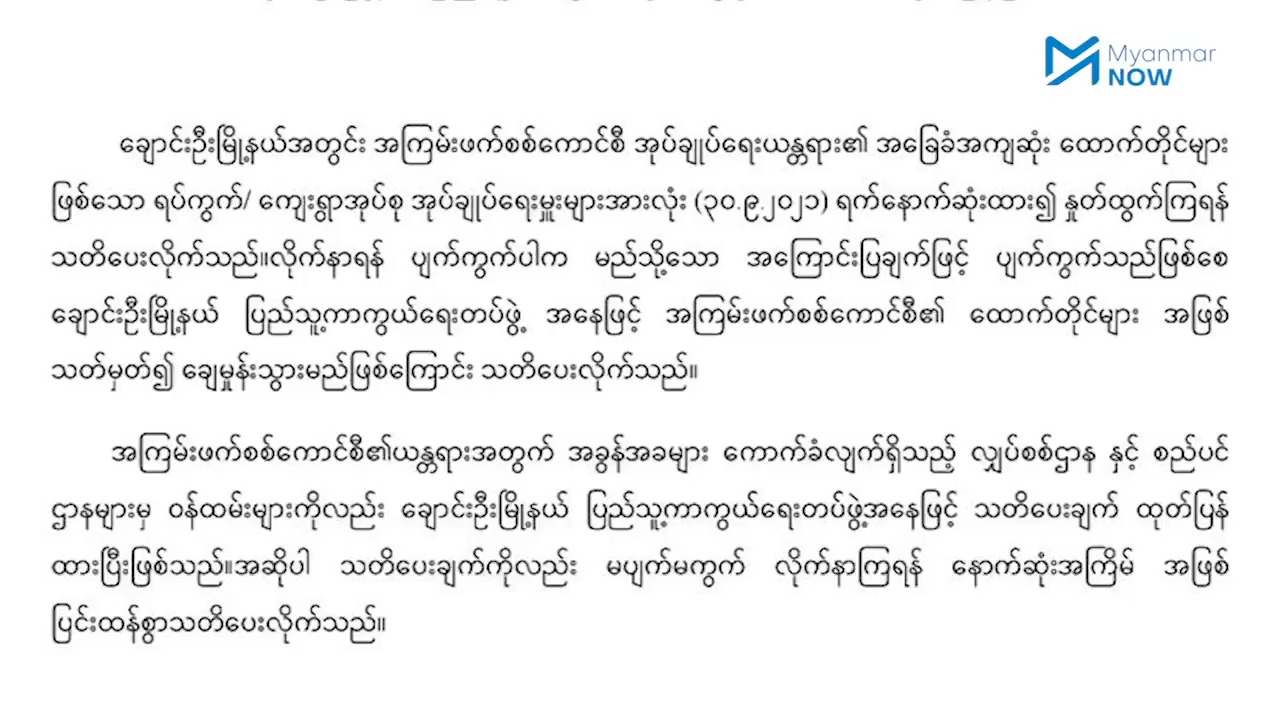 Myanmar
NOW
ချောင်းဦးမြို့နယ်အတွင်း အကြမ်းဖက်စစ်ကောင်စီ အုပ်ချုပ်ရေးယန္တရား၏ အခြေခံအကျဆုံး ထောက်တိုင်များ
ဖြစ်သော ရပ်ကွက်/ ကျေးရွာအုပ်စု အုပ်ချုပ်ရေးမှူးများအားလုံး (၃၀.၉.၂၀၂၁) ရက်နောက်ဆုံးထား၍ နှုတ်ထွက်ကြရန်
သတိပေးလိုက်သည်။လိုက်နာရန် ပျက်ကွက်ပါက မည်သို့သော အကြောင်းပြချက်ဖြင့် ပျက်ကွက်သည်ဖြစ်စေ
ချောင်းဦးမြို့နယ် ပြည်သူ့ကာကွယ်ရေးတပ်ဖွဲ့ အနေဖြင့် အကြမ်းဖက်စစ်ကောင်စီ၏ ထောက်တိုင်များ အဖြစ်
သတ်မှတ်၍ ချေမှုန်းသွားမည်ဖြစ်ကြောင်း သတိပေးလိုက်သည်။
အကြမ်းဖက်စစ်ကောင်စီ၏ယန္တရားအတွက် အခွန်အခများ ကောက်ခံလျက်ရှိသည့် လျှပ်စစ်ဌာန နှင့် စည်ပင်
ဌာနများမှ ဝန်ထမ်းများကိုလည်း ချောင်းဦးမြို့နယ် ပြည်သူ့ကာကွယ်ရေးတပ်ဖွဲ့အနေဖြင့် သတိပေးချက် ထုတ်ပြန်
ထားပြီးဖြစ်သည်။အဆိုပါ သတိပေးချက်ကိုလည်း မပျက်မကွက် လိုက်နာကြရန် နောက်ဆုံးအကြိမ် အဖြစ်
ပြင်းထန်စွာသတိပေးလိုက်သည်။